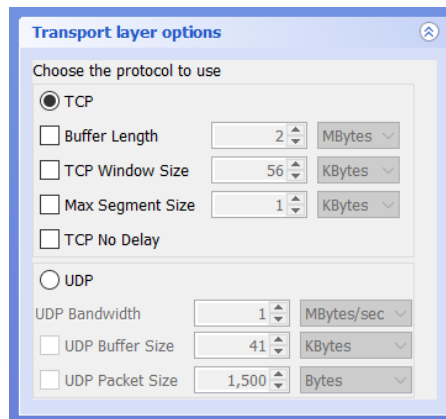 Transport layer options
Choose the protocol to use
TCP
Buffer Length 2 MBytes
TCP Window Size 56 KBytes
Max Segment Size 1 KBytes
TCP No Delay
UDP
UDP Bandwidth 1 MBytes/sec
UDP Buffer Size 41 KBytes
UDP Packet Size 1,500 Bytes